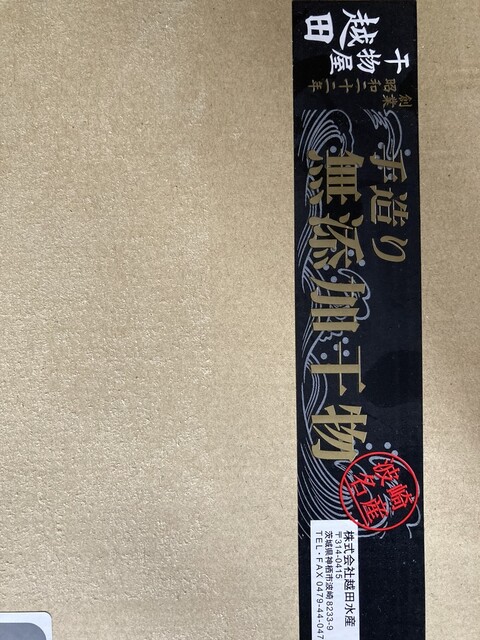 干物屋
越田
創業
昭和二十二年
手造り
無添加干物
波崎
名産
株式会社越田水産
〒314-0415
茨城県神栖市波崎8233-9
TEL・FAX0479-44-047